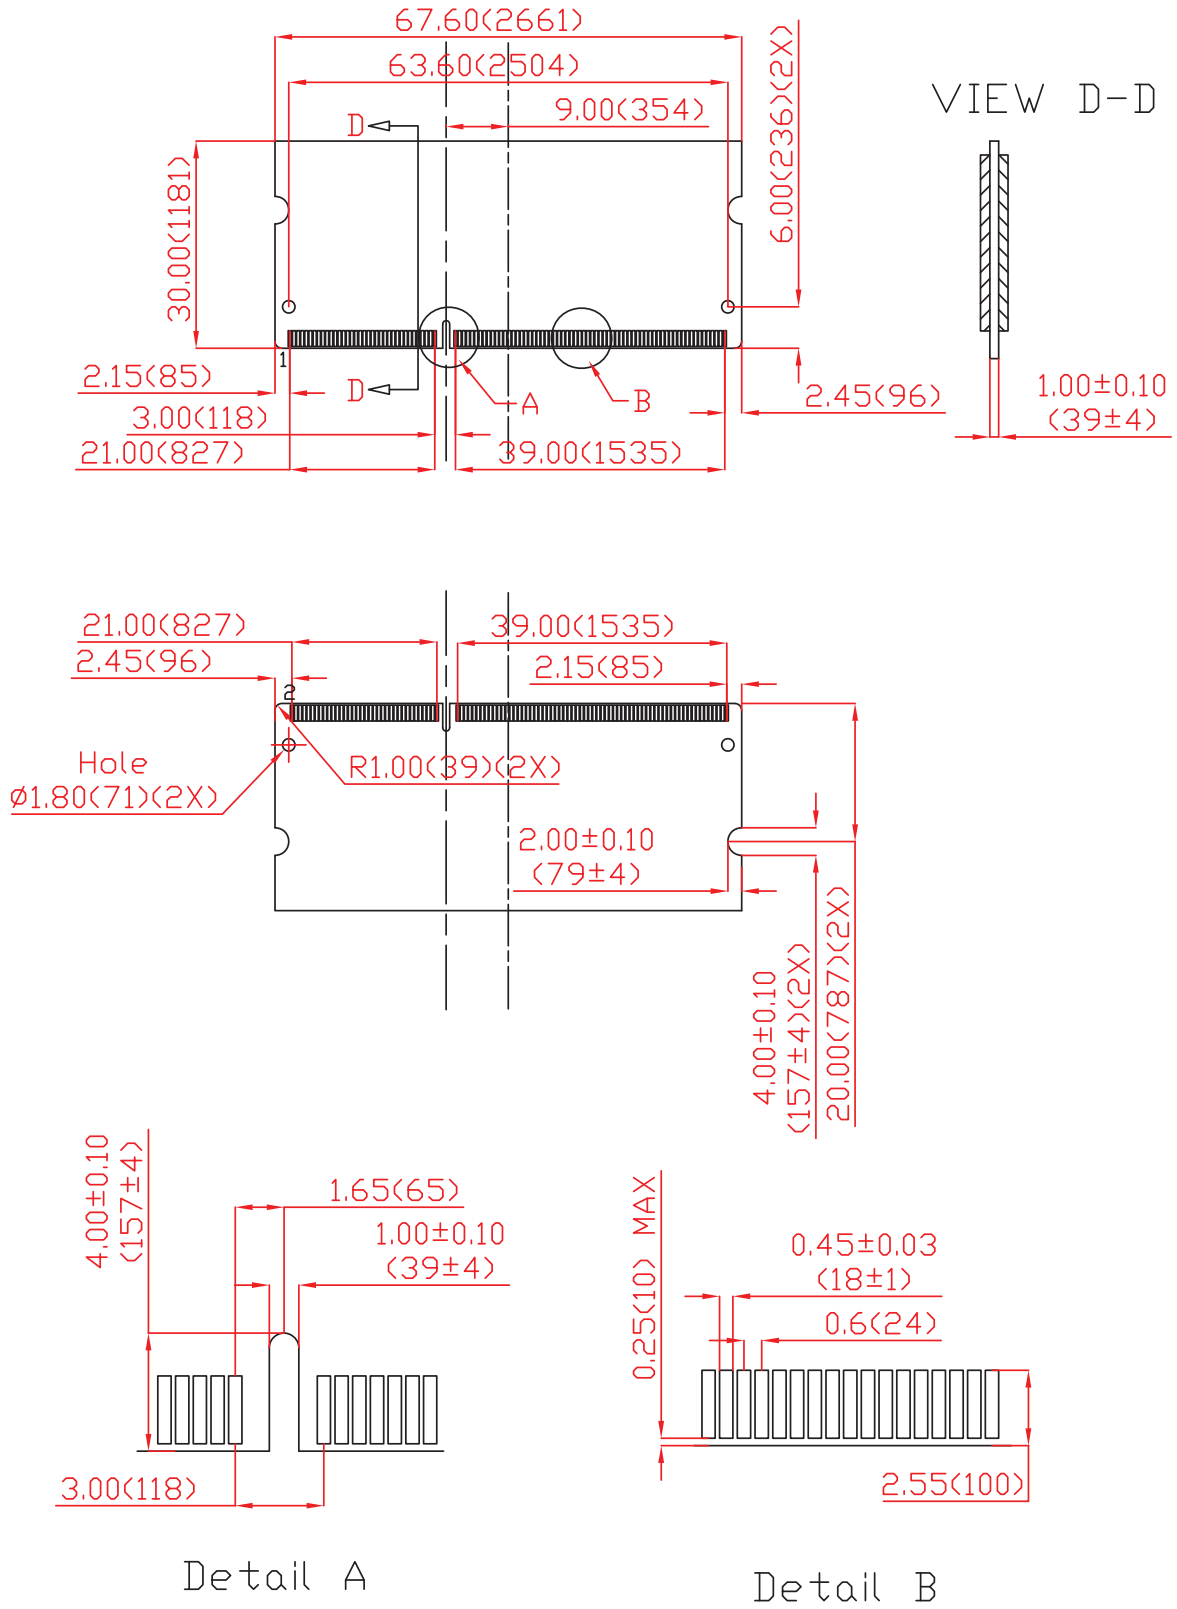 67.60(2661)
63.60(2504)
9.00(354)
D
6.00(236)(2X)
30.00(1181)
VIEW D-D
1
2.15(85)
D
A
B
2.45(96)
1.00±0.10
(39±4)
3.00(118)
21.00(827)
39.00(1535)
21.00(827)
39.00(1535)
2.45(96)
2.15(85)
2
Hole
Ø1.80(71)(2X)
R1.00(39)(2X)
2.00±0.10
(79±4)
4.00±0.10
(157±4)(2X)
20.00(787)(2X)
4.00±0.10
(157±4)
1.65(65)
1.00±0.10
(39±4)
3.00(118)
Detail A
0.25(10) MAX
0.45±0.03
(18±1)
0.6(24)
2.55(100)
Detail B